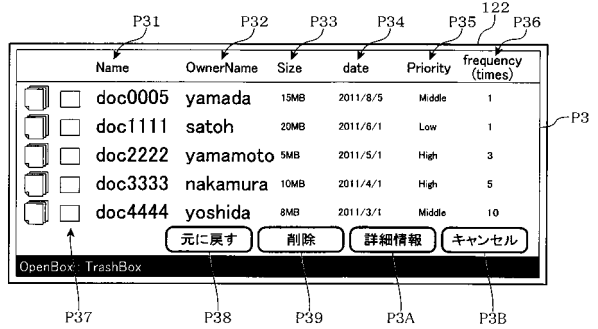 122
P31 P32 P33 P34 P35 P36
Name OwnerName Size date Priority frequency (times)
P3
doc0005 yamada 15MB 2011/8/5 Middle 1
doc1111 satoh 20MB 2011/6/1 Low 1
doc2222 yamamoto 5MB 2011/5/1 High 3
doc3333 nakamura 10MB 2011/4/1 High 5
doc4444 yoshida 8MB 2011/3/1 Middle 10
元に戻す 削除 詳細情報 キャンセル
OpenBox : TrashBox
P37 P38 P39 P3A P3B